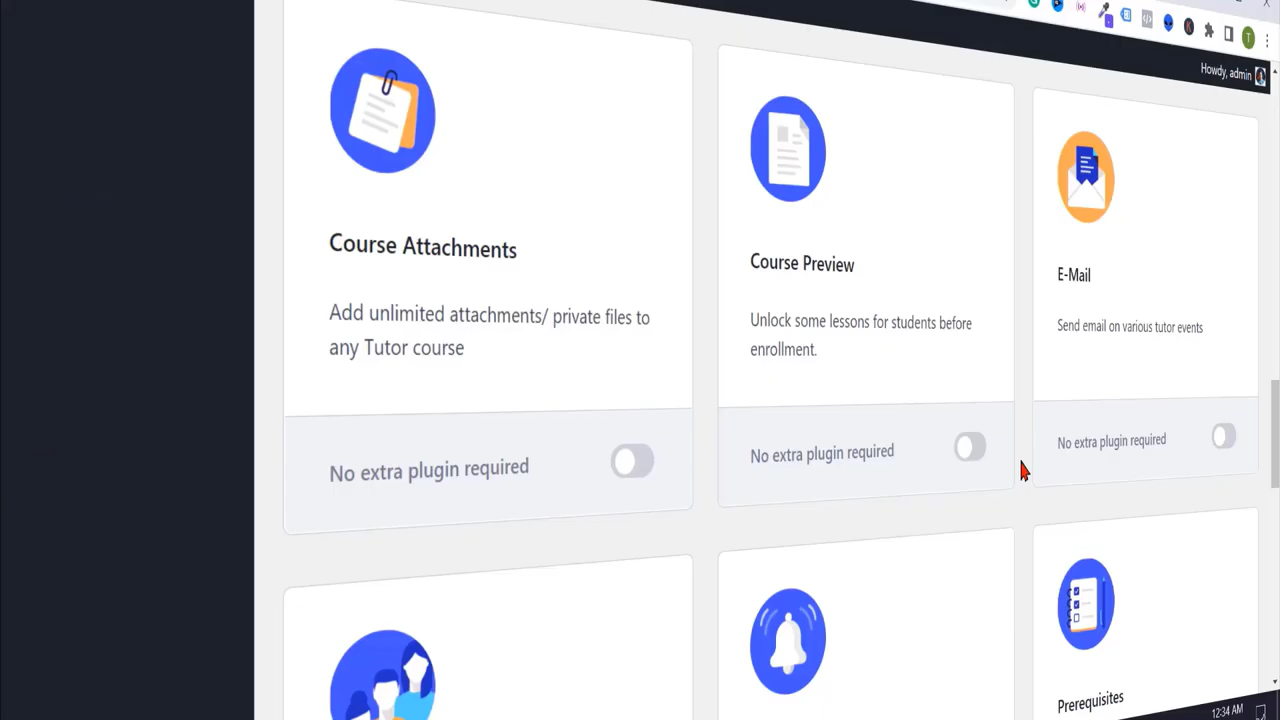 T
Howdy, admin
Course Attachments
Add unlimited attachments/ private files to
any Tutor course
No extra plugin required
Course Preview
Unlock some lessons for students before
enrollment.
No extra plugin required
E-Mail
Send email on various tutor events
No extra plugin required
Prerequisites
12:34 AM